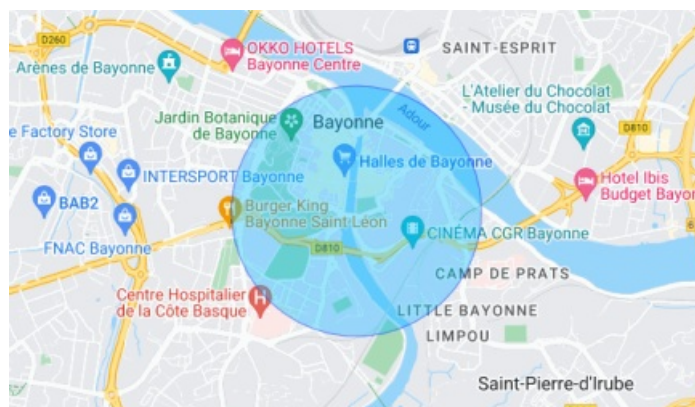 D260
OKKO HOTELS
Bayonne Centre
SAINT-ESPRIT
Arènes de Bayonne
L'Atelier du Chocolat
- Musée du Chocolat
Adour
Jardin Botanique
de Bayonne
Bayonne
D810
e Factory Store
Halles de Bayonne
INTERSPORT Bayonne
Hotel Ibis
Budget Bayon
BAB2
Burger King
Bayonne Saint Léon
CINÉMA CGR Bayonne
FNAC Bayonne
D810
CAMP DE PRATS
Centre Hospitalier
de la Côte Basque
LITTLE BAYONNE
LIMPOU
Saint-Pierre-d'Irube